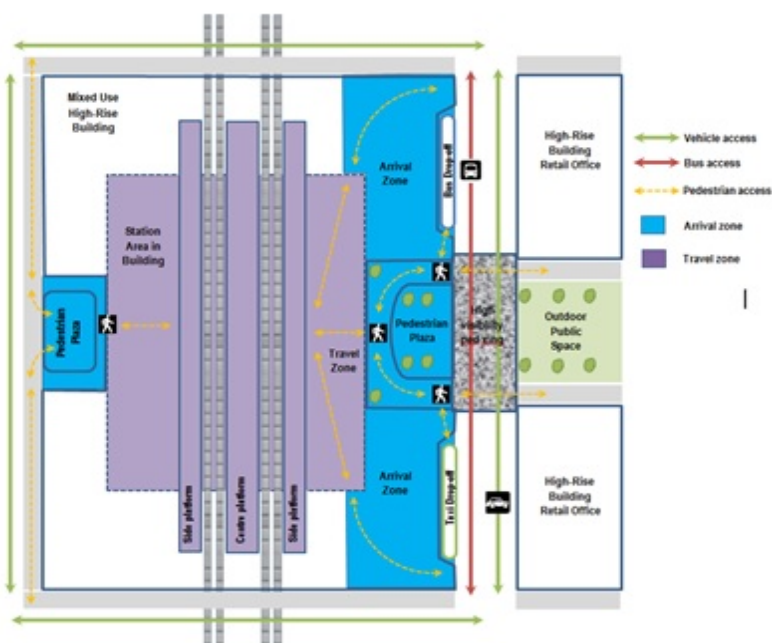 Mixed Use
High-Rise
Building
Station
Area in
Building
Pedestrian
Plaza
Side platform
Centre platform
Side platform
Travel
Zone
Arrival
Zone
Bus Drop-off
Pedestrian
Plaza
High
visibility
ped xing
Arrival
Zone
Taxi Drop-off
High-Rise
Building
Retail Office
Outdoor
Public
Space
High-Rise
Building
Retail Office
Vehicle access
Bus access
Pedestrian access
Arrival zone
Travel zone